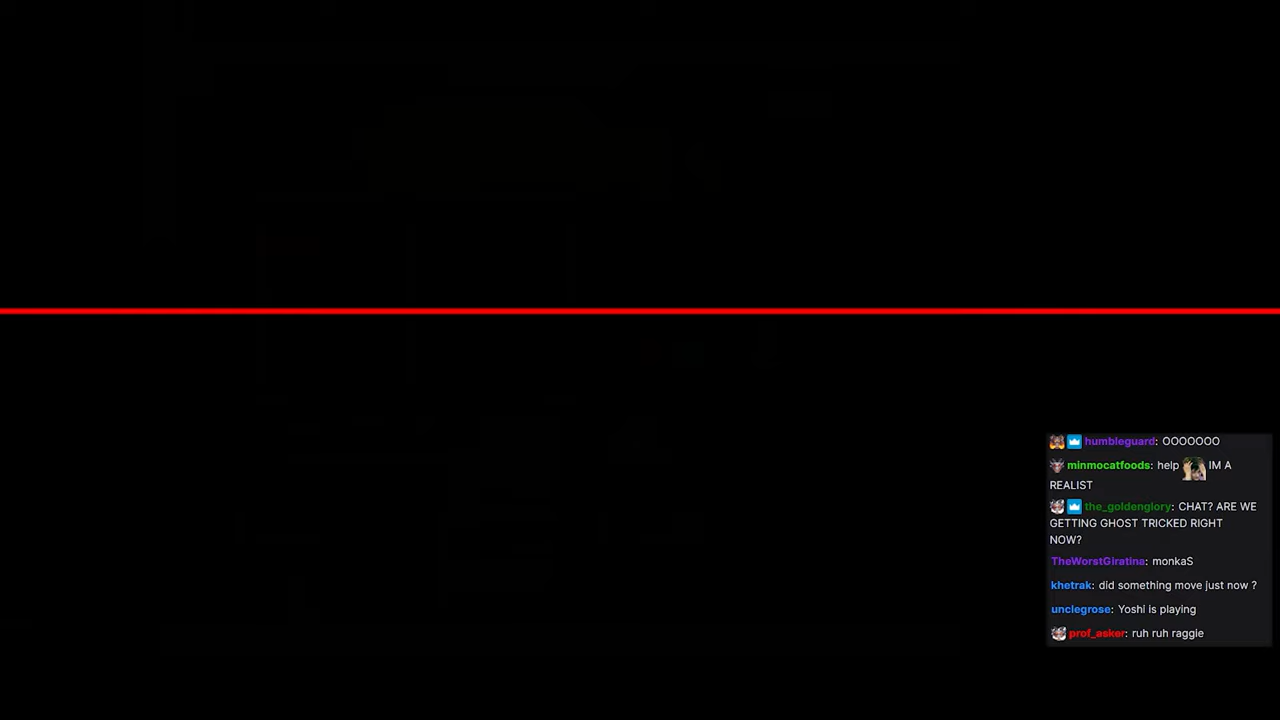 humbleguard: OOOOOOO
minmocatfoods: help IM A
REALIST
the_goldenglory: CHAT? ARE WE
GETTING GHOST TRICKED RIGHT
NOW?
TheWorstGiratina: monkaS
khetrak: did something move just now ?
unclegrose: Yoshi is playing
prof_asker: ruh ruh raggie